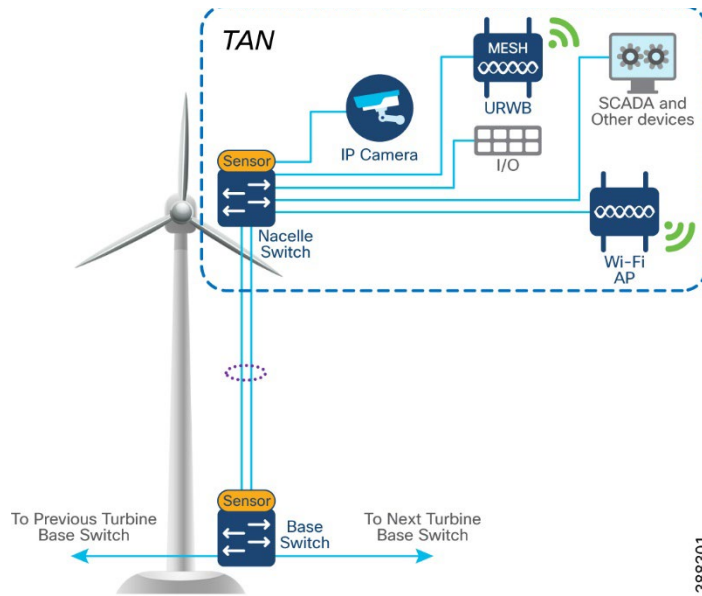 TAN
MESH
URWB
SCADA and
Other devices
IP Camera
I/O
Sensor
Nacelle
Switch
Wi-Fi
AP
Sensor
Base
Switch
To Previous Turbine
Base Switch
To Next Turbine
Base Switch
388301